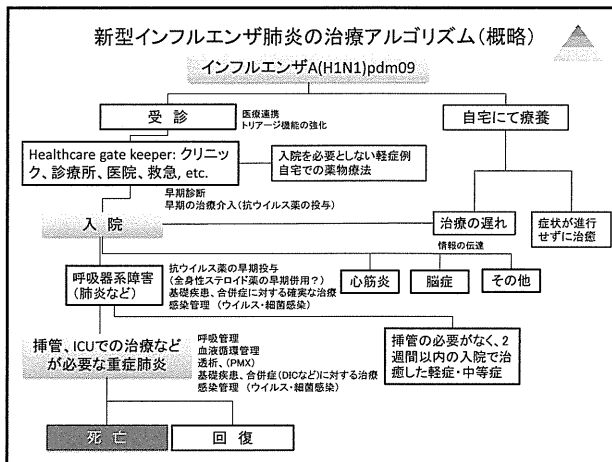 新型インフルエンザ肺炎の治療アルゴリズム(概略)
インフルエンザA(H1N1)pdm09
受 診
医療連携
トリアージ機能の強化
自宅にて療養
Healthcare gate keeper: クリニッ
ク、診療所、医院、救急, etc.
入院を必要としない軽症例
自宅での薬物療法
早期診断
早期の治療介入(抗ウイルス薬の投与)
入 院
治療の遅れ
症状が進行
せずに治癒
情報の伝達
呼吸器系障害
(肺炎など)
抗ウイルス薬の早期投与
(全身性ステロイド薬の早期併用?)
基礎疾患、合併症に対する確実な治療
感染管理 (ウイルス・細菌感染)
心筋炎
脳症
その他
挿管、ICUでの治療など
が必要な重症肺炎
呼吸管理
血液循環管理
透析、(PMX)
基礎疾患、合併症(DICなど)に対する治療
感染管理 (ウイルス・細菌感染)
挿管の必要がなく、2
週間以内の入院で治
癒した軽症・中等症
死 亡
回 復